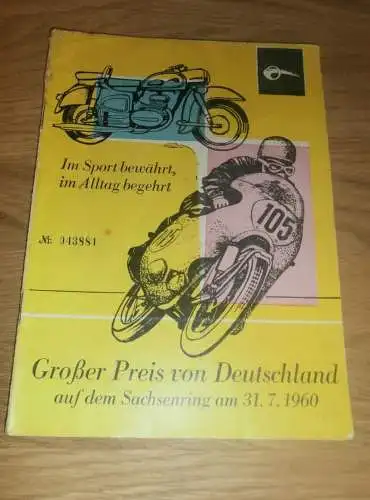 Im Sport bewährt,
im Alltag begehrt
№ 043884
105
Großer Preis von Deutschland
auf dem Sachsenring am 31. 7. 1960